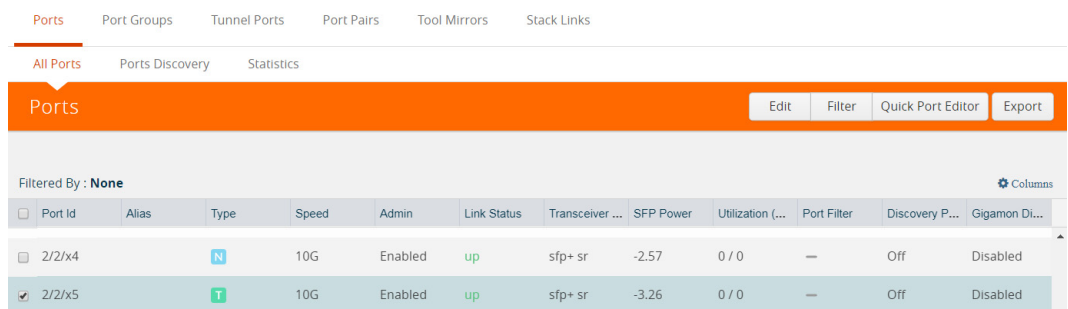 Ports Port Groups Tunnel Ports Port Pairs Tool Mirrors Stack Links
All Ports Ports Discovery Statistics
Ports Edit Filter Quick Port Editor Export
Filtered By : None Columns
Port Id Alias Type Speed Admin Link Status Transceiver ... SFP Power Utilization (... Port Filter Discovery P... Gigamon Di...
2/2/x4 N 10G Enabled up sfp+ sr -2.57 0 / 0 — Off Disabled
2/2/x5 T 10G Enabled up sfp+ sr -3.26 0 / 0 — Off Disabled